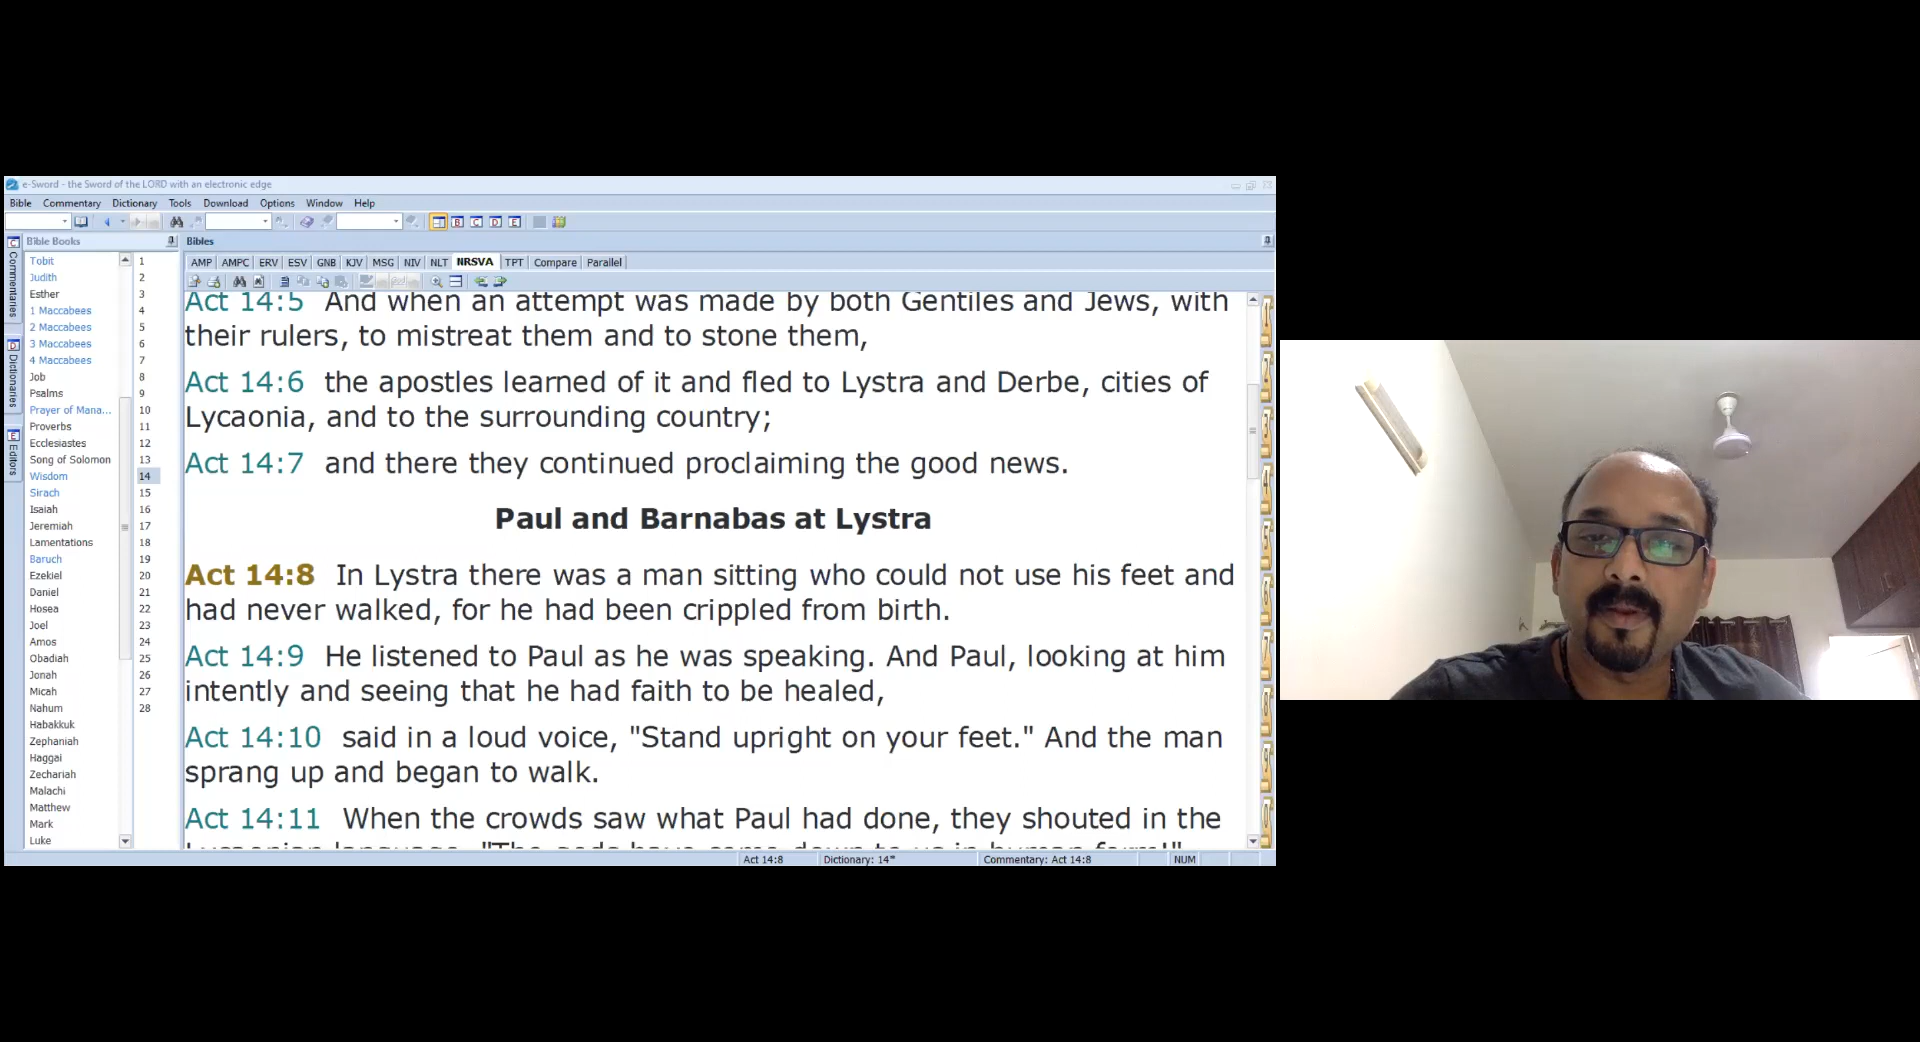 e-Sword - the Sword of the LORD with an electronic edge
Bible Commentary Dictionary Tools Download Options Window Help
Bible Books
Bibles
Commentaries
Dictionaries
Editors
Tobit
Judith
Esther
1 Maccabees
2 Maccabees
3 Maccabees
4 Maccabees
Job
Psalms
Prayer of Mana...
Proverbs
Ecclesiastes
Song of Solomon
Wisdom
Sirach
Isaiah
Jeremiah
Lamentations
Baruch
Ezekiel
Daniel
Hosea
Joel
Amos
Obadiah
Jonah
Micah
Nahum
Habakkuk
Zephaniah
Haggai
Zechariah
Malachi
Matthew
Mark
Luke
1
2
3
4
5
6
7
8
9
10
11
12
13
14
15
16
17
18
19
20
21
22
23
24
25
26
27
28
AMP AMPC ERV ESV GNB KJV MSG NIV NLT NRSVA TPT Compare Parallel
Act 14:5 And when an attempt was made by both Gentiles and Jews, with
their rulers, to mistreat them and to stone them,
Act 14:6 the apostles learned of it and fled to Lystra and Derbe, cities of
Lycaonia, and to the surrounding country;
Act 14:7 and there they continued proclaiming the good news.
Paul and Barnabas at Lystra
Act 14:8 In Lystra there was a man sitting who could not use his feet and
had never walked, for he had been crippled from birth.
Act 14:9 He listened to Paul as he was speaking. And Paul, looking at him
intently and seeing that he had faith to be healed,
Act 14:10 said in a loud voice, "Stand upright on your feet." And the man
sprang up and began to walk.
Act 14:11 When the crowds saw what Paul had done, they shouted in the
Lycaonian language, "The gods have come down to us in human form!"
Act 14:8 Dictionary: 14* Commentary: Act 14:8 NUM